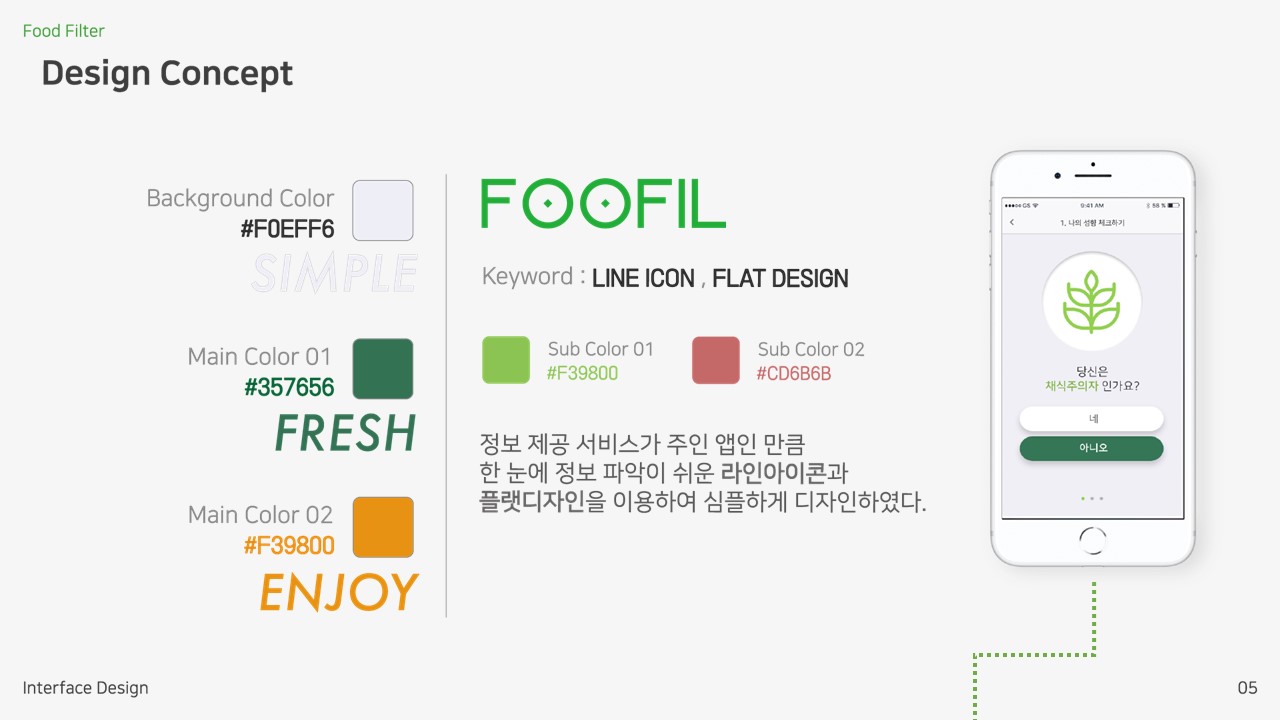 Food Filter
Design Concept
Background Color
#F0EFF6
SIMPLE
Main Color 01
#357656
FRESH
Main Color 02
#F39800
ENJOY
FOOFIL
Keyword : LINE ICON , FLAT DESIGN
Sub Color 01
#F39800
Sub Color 02
#CD6B6B
정보 제공 서비스가 주인 앱인 만큼
한 눈에 정보 파악이 쉬운 라인아이콘과
플랫디자인을 이용하여 심플하게 디자인하였다.
GS 9:41 AM 58 %
1. 나의 성향 체크하기
당신은
채식주의자 인가요?
네
아니오
Interface Design
05